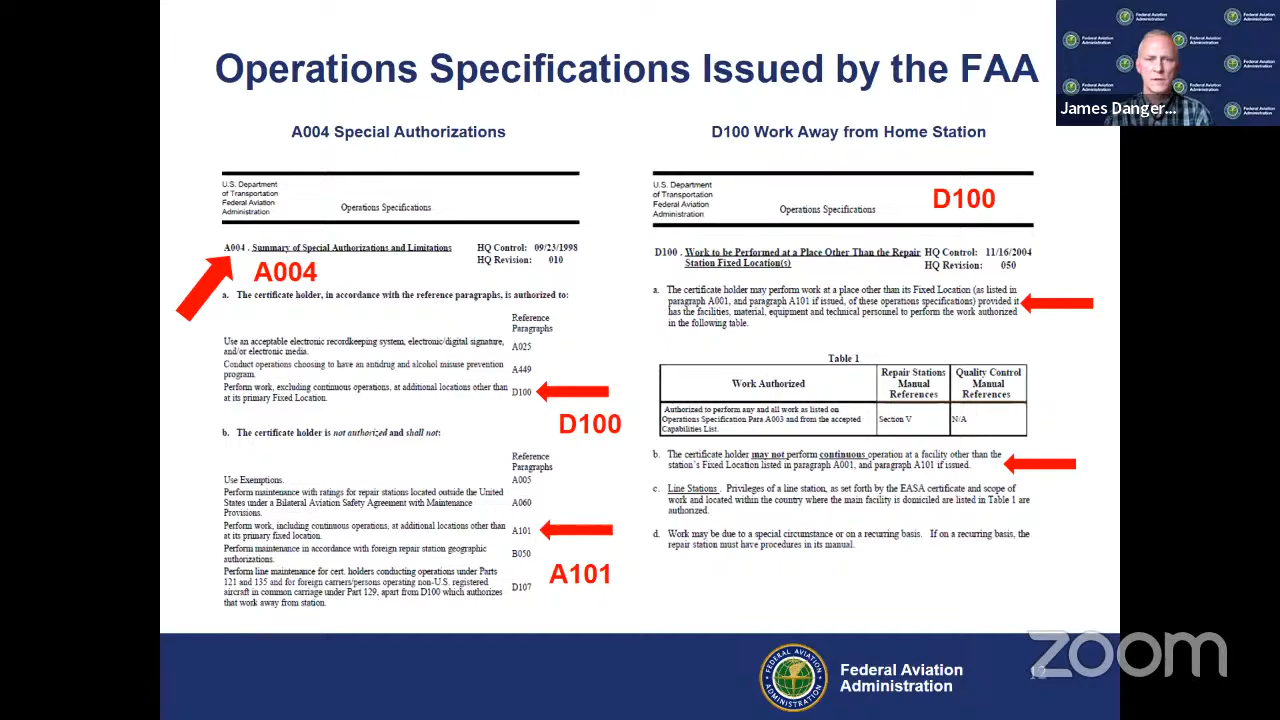 Operations Specifications Issued by the FAA
A004 Special Authorizations
U.S. Department
of Transportation
Federal Aviation
Administration
Operations Specifications
A004 . Summary of Special Authorizations and Limitations
HQ Control: 09/23/1998
HQ Revision: 010
A004
a. The certificate holder, in accordance with the reference paragraphs, is authorized to:
Reference
Paragraphs
Use an acceptable electronic recordkeeping system, electronic/digital signature,
and/or electronic media.
A025
Conduct operations choosing to have an antidrug and alcohol misuse prevention
program.
A449
Perform work, excluding continuous operations, at additional locations other than
at its primary Fixed Location.
D100
D100
b. The certificate holder is not authorized and shall not:
Reference
Paragraphs
Use Exemptions.
A005
Perform maintenance with ratings for repair stations located outside the United
States under a Bilateral Aviation Safety Agreement with Maintenance
Provisions.
A060
Perform work, including continuous operations, at additional locations other than
at its primary fixed location.
A101
Perform maintenance in accordance with foreign repair station geographic
authorizations.
B050
A101
Perform line maintenance for cert. holders conducting operations under Parts
121 and 135 and for foreign carriers/persons operating non-U.S. registered
aircraft in common carriage under Part 129, apart from D100 which authorizes
that work away from station.
D107
D100 Work Away from Home Station
U.S. Department
of Transportation
Federal Aviation
Administration
Operations Specifications
D100
D100 . Work to be Performed at a Place Other Than the Repair
Station Fixed Location(s)
HQ Control: 11/16/2004
HQ Revision: 050
a. The certificate holder may perform work at a place other than its Fixed Location (as listed in
paragraph A001, and paragraph A101 if issued, of these operations specifications) provided it
has the facilities, material, equipment and technical personnel to perform the work authorized
in the following table.
Table 1
Work Authorized
Repair Stations
Manual
References
Quality Control
Manual
References
Authorized to perform any and all work as listed on
Operations Specification Para A003 and from the accepted
Capabilities List.
Section V
N/A
b. The certificate holder may not perform continuous operation at a facility other than the
station's Fixed Location listed in paragraph A001, and paragraph A101 if issued.
c. Line Stations . Privileges of a line station, as set forth by the EASA certificate and scope of
work and located within the country where the main facility is domiciled are listed in Table 1 are
authorized.
d. Work may be due to a special circumstance or on a recurring basis. If on a recurring basis, the
repair station must have procedures in its manual.
James Danger...
Federal Aviation
Administration
12
zoom